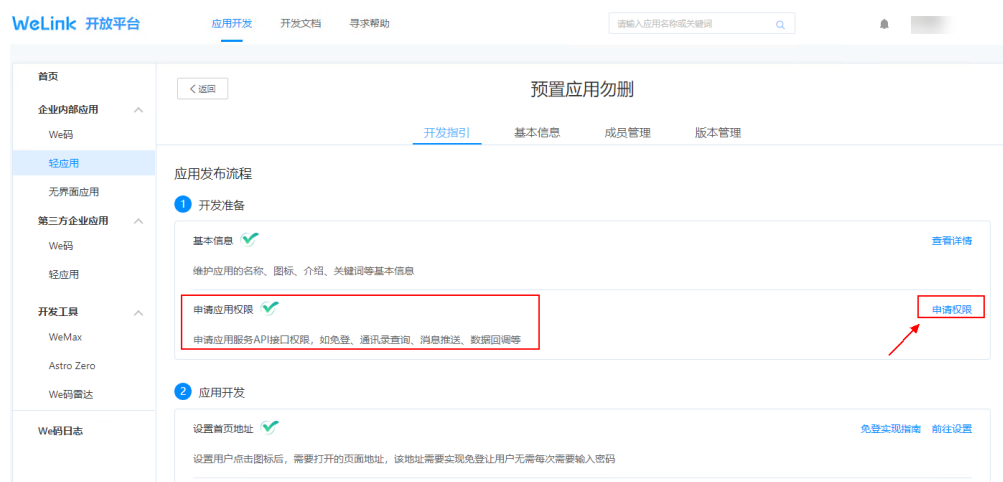 WeLink 开放平台 应用开发 开发文档 寻求帮助 请输入应用名称或关键词
首页
企业内部应用
We码
轻应用
无界面应用
第三方企业应用
We码
轻应用
开发工具
WeMax
Astro Zero
We码雷达
We码日志
<返回 预置应用勿删
开发指引 基本信息 成员管理 版本管理
应用发布流程
1 开发准备
基本信息 查看详情
维护应用的名称、图标、介绍、关键词等基本信息
申请应用权限 申请权限
申请应用服务API接口权限，如免登、通讯录查询、消息推送、数据回调等
2 应用开发
设置首页地址 免登实现指南 前往设置
设置用户点击图标后，需要打开的页面地址，该地址需要实现免登让用户无需每次需要输入密码